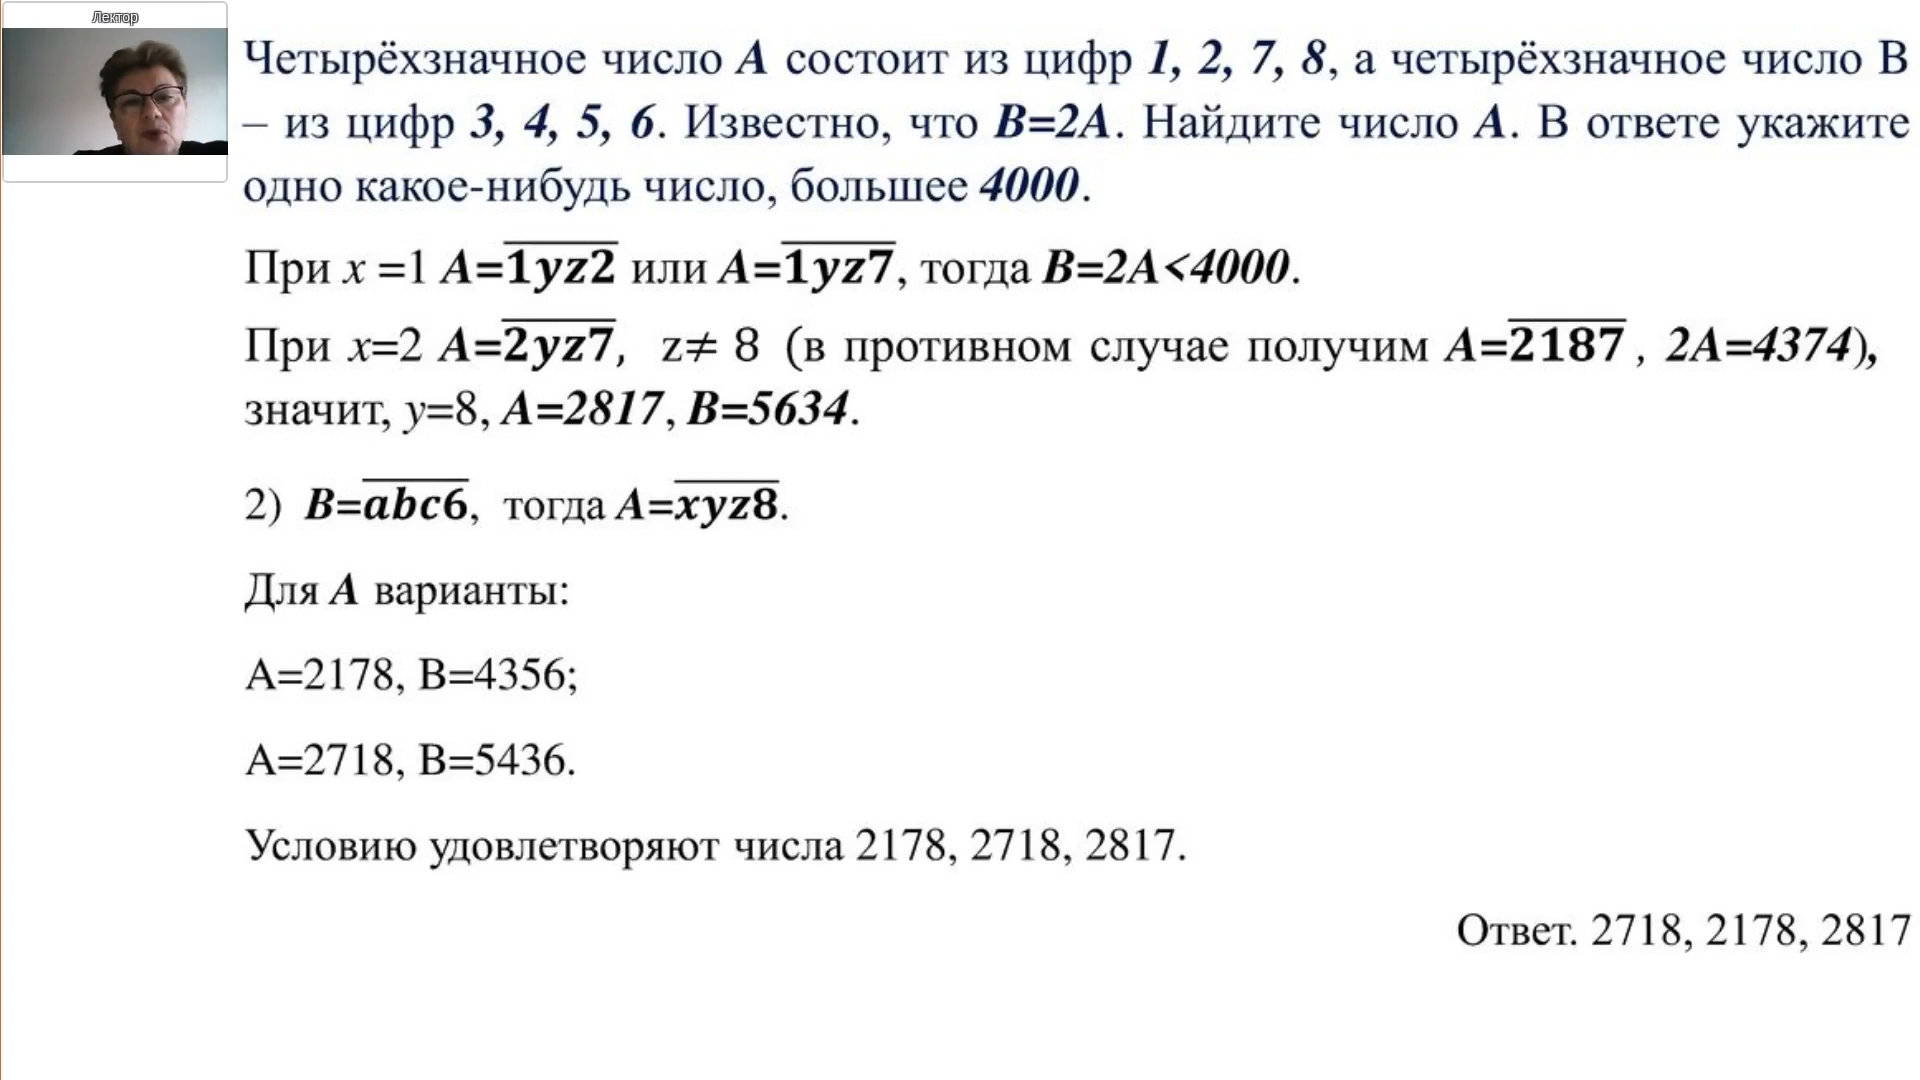 Лектор
Четырёхзначное число A состоит из цифр 1, 2, 7, 8, а четырёхзначное число В
– из цифр 3, 4, 5, 6. Известно, что B=2A. Найдите число A. В ответе укажите
одно какое-нибудь число, большее 4000.
При x =1 A=1yz2 или A=1yz7, тогда B=2A<4000.
При x=2 A=2yz7, z≠ 8 (в противном случае получим A=2187 , 2A=4374),
значит, y=8, A=2817, B=5634.
2) B=abc6, тогда A=xyz8.
Для A варианты:
А=2178, В=4356;
А=2718, В=5436.
Условию удовлетворяют числа 2178, 2718, 2817.
Ответ. 2718, 2178, 2817